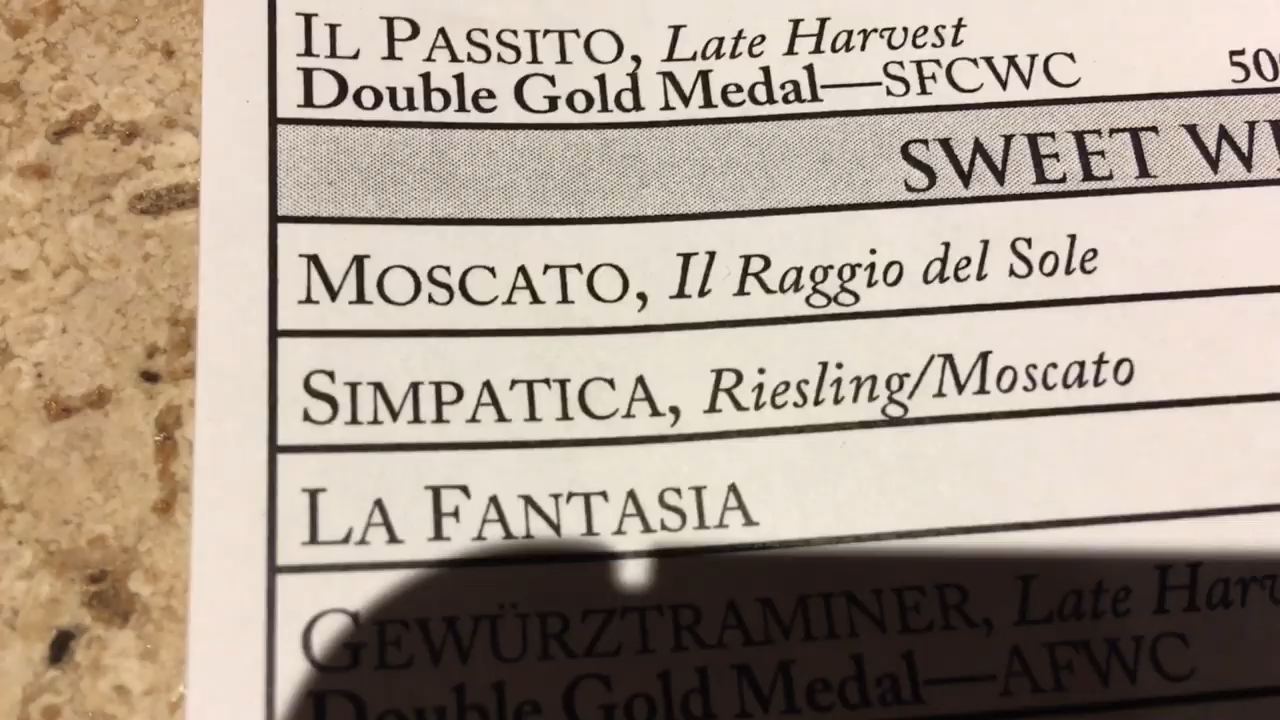 IL PASSITO, Late Harvest
Double Gold Medal—SFCWC 50
SWEET
MOSCATO, Il Raggio del Sole
SIMPATICA, Riesling/Moscato
LA FANTASIA
GEWÜRZTRAMINER, Late
Double Gold Medal—AFWC